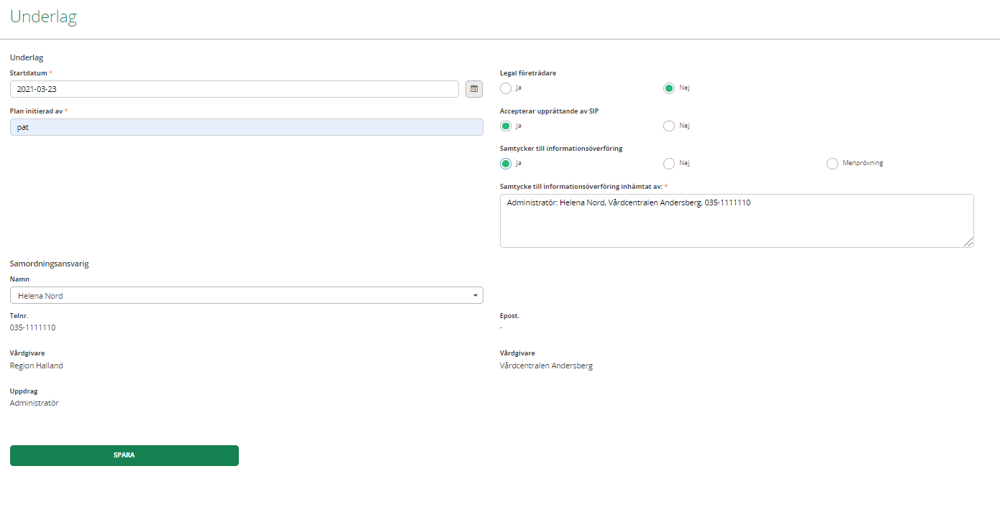 Underlag
Underlag
Startdatum *
2021-03-23
Plan initierad av *
pat
Legal företrädare
Ja
Nej
Accepterar upprättande av SIP
Ja
Nej
Samtycker till informationsöverföring
Ja
Nej
Menprövning
Samtycke till informationsöverföring inhämtat av: *
Administratör: Helena Nord, Vårdcentralen Andersberg, 035-1111110
Samordningsansvarig
Namn
Helena Nord
Telnr.
035-1111110
Epost.
-
Vårdgivare
Region Halland
Vårdgivare
Vårdcentralen Andersberg
Uppdrag
Administratör
SPARA